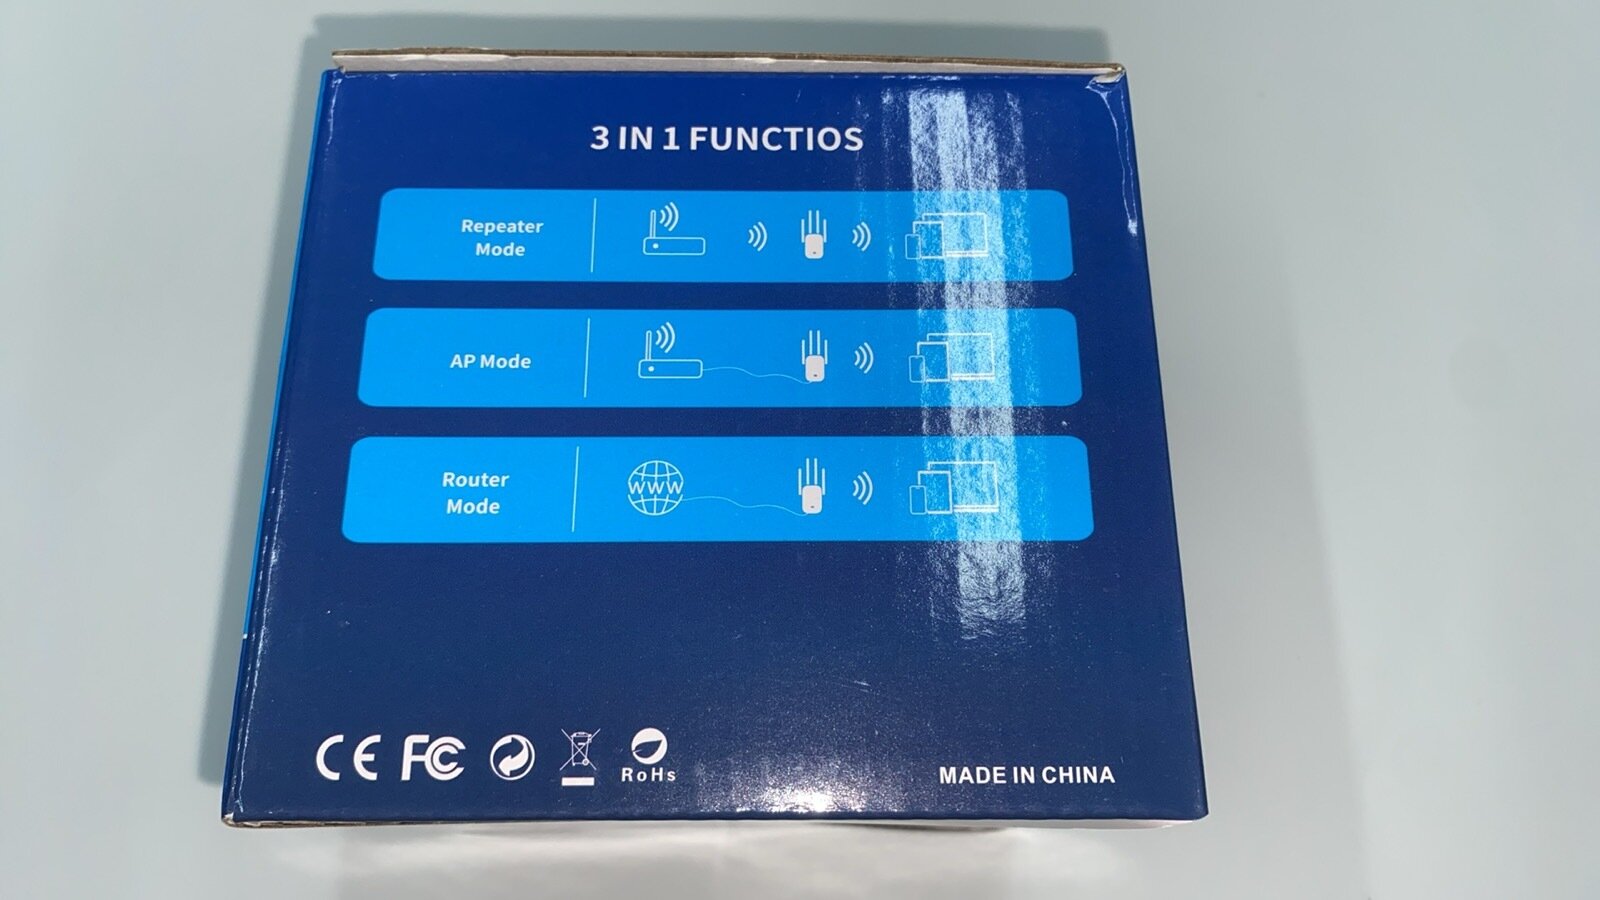 3 IN 1 FUNCTIOS
Repeater
Mode
AP Mode
Router
Mode
WWW
CE FC
RoHs
MADE IN CHINA